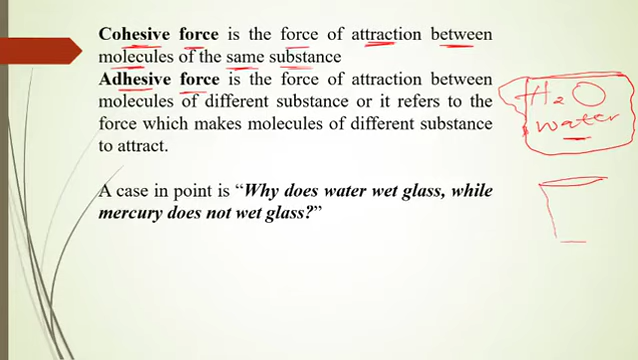 Cohesive force is the force of attraction between
molecules of the same substance
Adhesive force is the force of attraction between
molecules of different substance or it refers to the
force which makes molecules of different substance
to attract.
H₂O
water
A case in point is “Why does water wet glass, while
mercury does not wet glass?”